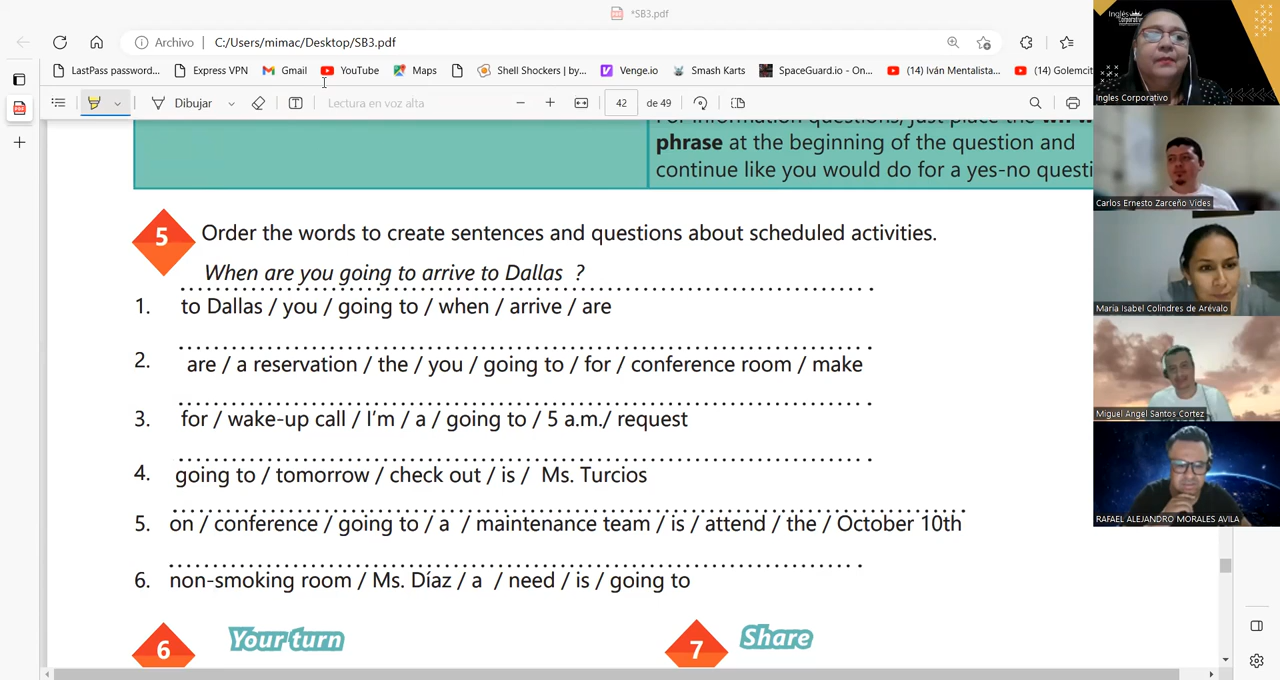 *SB3.pdf
Archivo | C:/Users/mimac/Desktop/SB3.pdf
LastPass password... Express VPN Gmail YouTube Maps Shell Shockers | by... Venge.io Smash Karts SpaceGuard.io - On... (14) Iván Mentalista... (14) Golemcit
Dibujar Lectura en voz alta 42 de 49
phrase at the beginning of the question and
continue like you would do for a yes-no questi
5 Order the words to create sentences and questions about scheduled activities.
When are you going to arrive to Dallas ?
1. to Dallas / you / going to / when / arrive / are
2. are / a reservation / the / you / going to / for / conference room / make
3. for / wake-up call / I'm / a / going to / 5 a.m./ request
4. going to / tomorrow / check out / is / Ms. Turcios
5. on / conference / going to / a / maintenance team / is / attend / the / October 10th
6. non-smoking room / Ms. Díaz / a / need / is / going to
6 Your turn
7 Share
Inglés
Corporativo
Ingles Corporativo
Carlos Ernesto Zarceño Vides
Maria Isabel Colindres de Arévalo
Miguel Angel Santos Cortez
RAFAEL ALEJANDRO MORALES AVILA